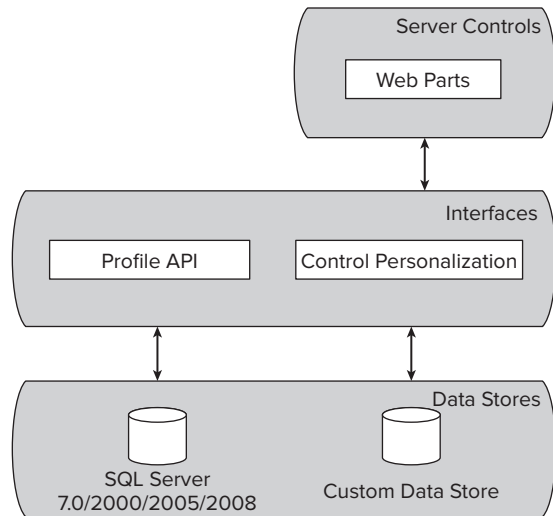 Server Controls
Web Parts
Interfaces
Profile API
Control Personalization
Data Stores
SQL Server
7.0/2000/2005/2008
Custom Data Store